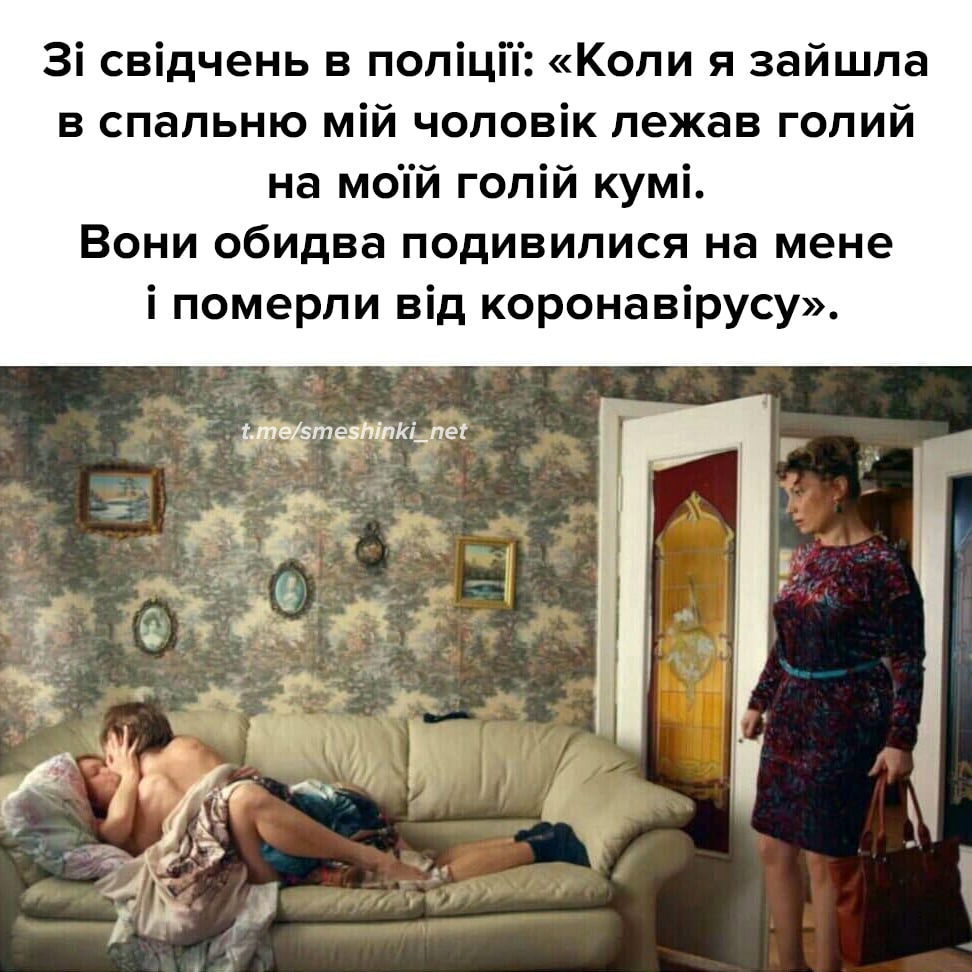 Зі свідчень в поліції: «Коли я зайшла
в спальню мій чоловік лежав голий
на моїй голій кумі.
Вони обидва подивилися на мене
і померли від коронавірусу».
t.me/smeshinki_net